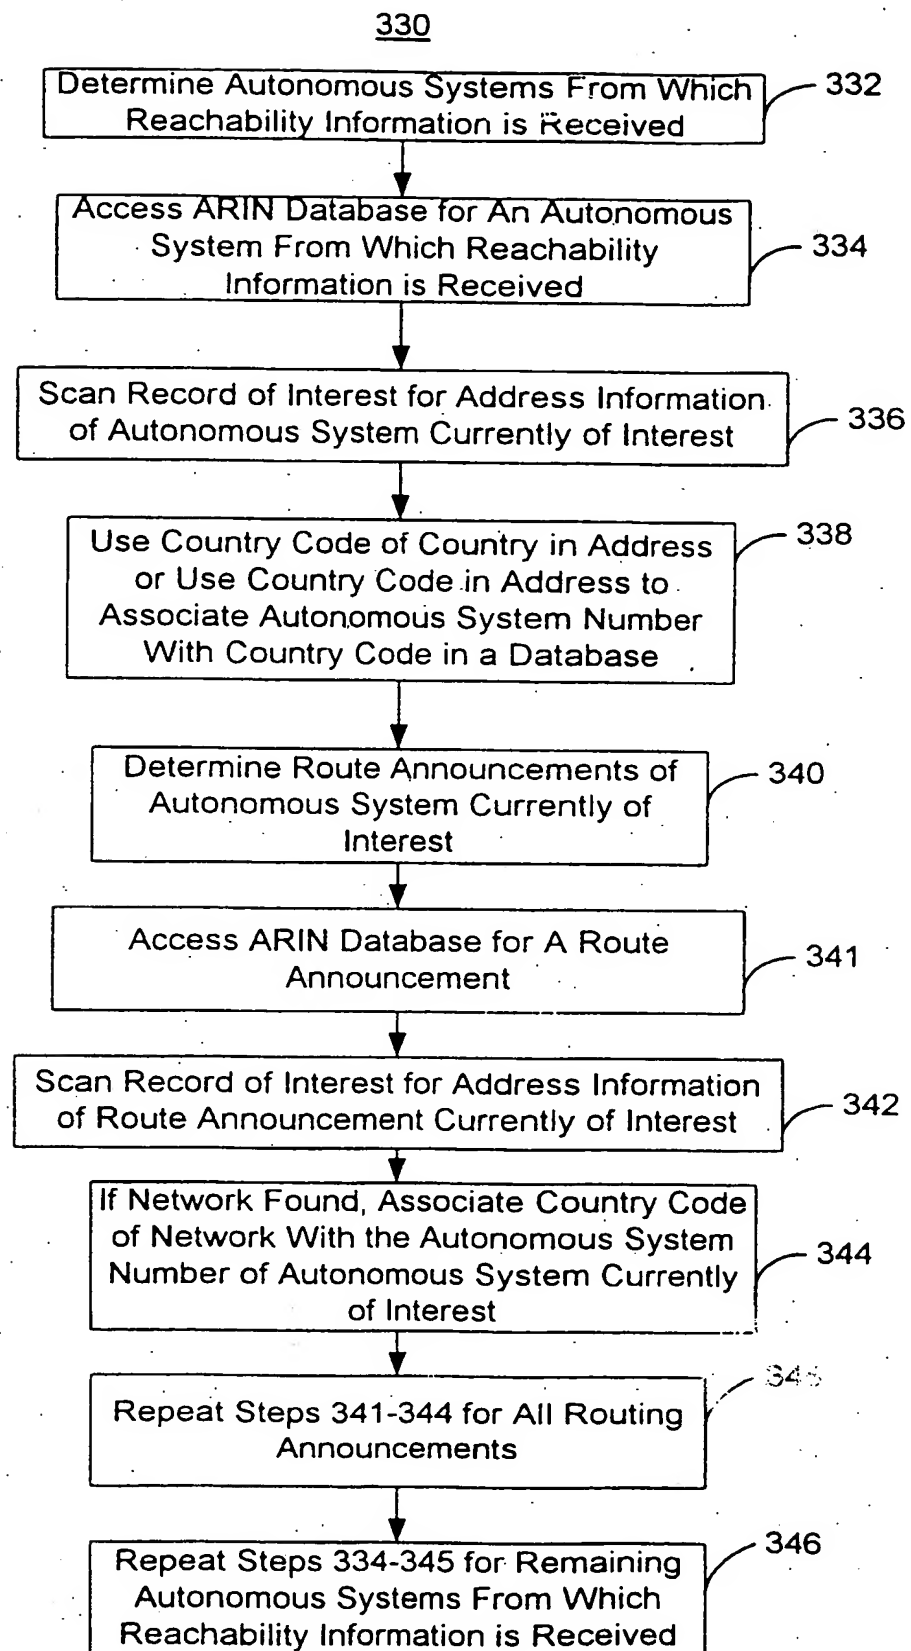 330
Determine Autonomous Systems From Which
Reachability Information is Received
332
Access ARIN Database for An Autonomous
System From Which Reachability
Information is Received
334
Scan Record of Interest for Address Information
of Autonomous System Currently of Interest
336
Use Country Code of Country in Address
or Use Country Code in Address to
Associate Autonomous System Number
With Country Code in a Database
338
Determine Route Announcements of
Autonomous System Currently of
Interest
340
Access ARIN Database for A Route
Announcement
341
Scan Record of Interest for Address Information
of Route Announcement Currently of Interest
342
If Network Found, Associate Country Code
of Network With the Autonomous System
Number of Autonomous System Currently
of Interest
344
Repeat Steps 341-344 for All Routing
Announcements
Repeat Steps 334-345 for Remaining
Autonomous Systems From Which
Reachability Information is Received
346